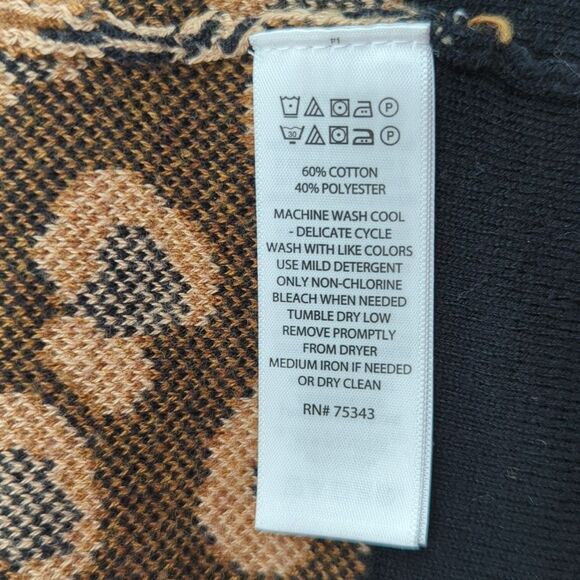 30
60% COTTON
40% POLYESTER
MACHINE WASH COOL
- DELICATE CYCLE
WASH WITH LIKE COLORS
USE MILD DETERGENT
ONLY NON-CHLORINE
BLEACH WHEN NEEDED
TUMBLE DRY LOW
REMOVE PROMPTLY
FROM DRYER
MEDIUM IRON IF NEEDED
OR DRY CLEAN
RN# 75343